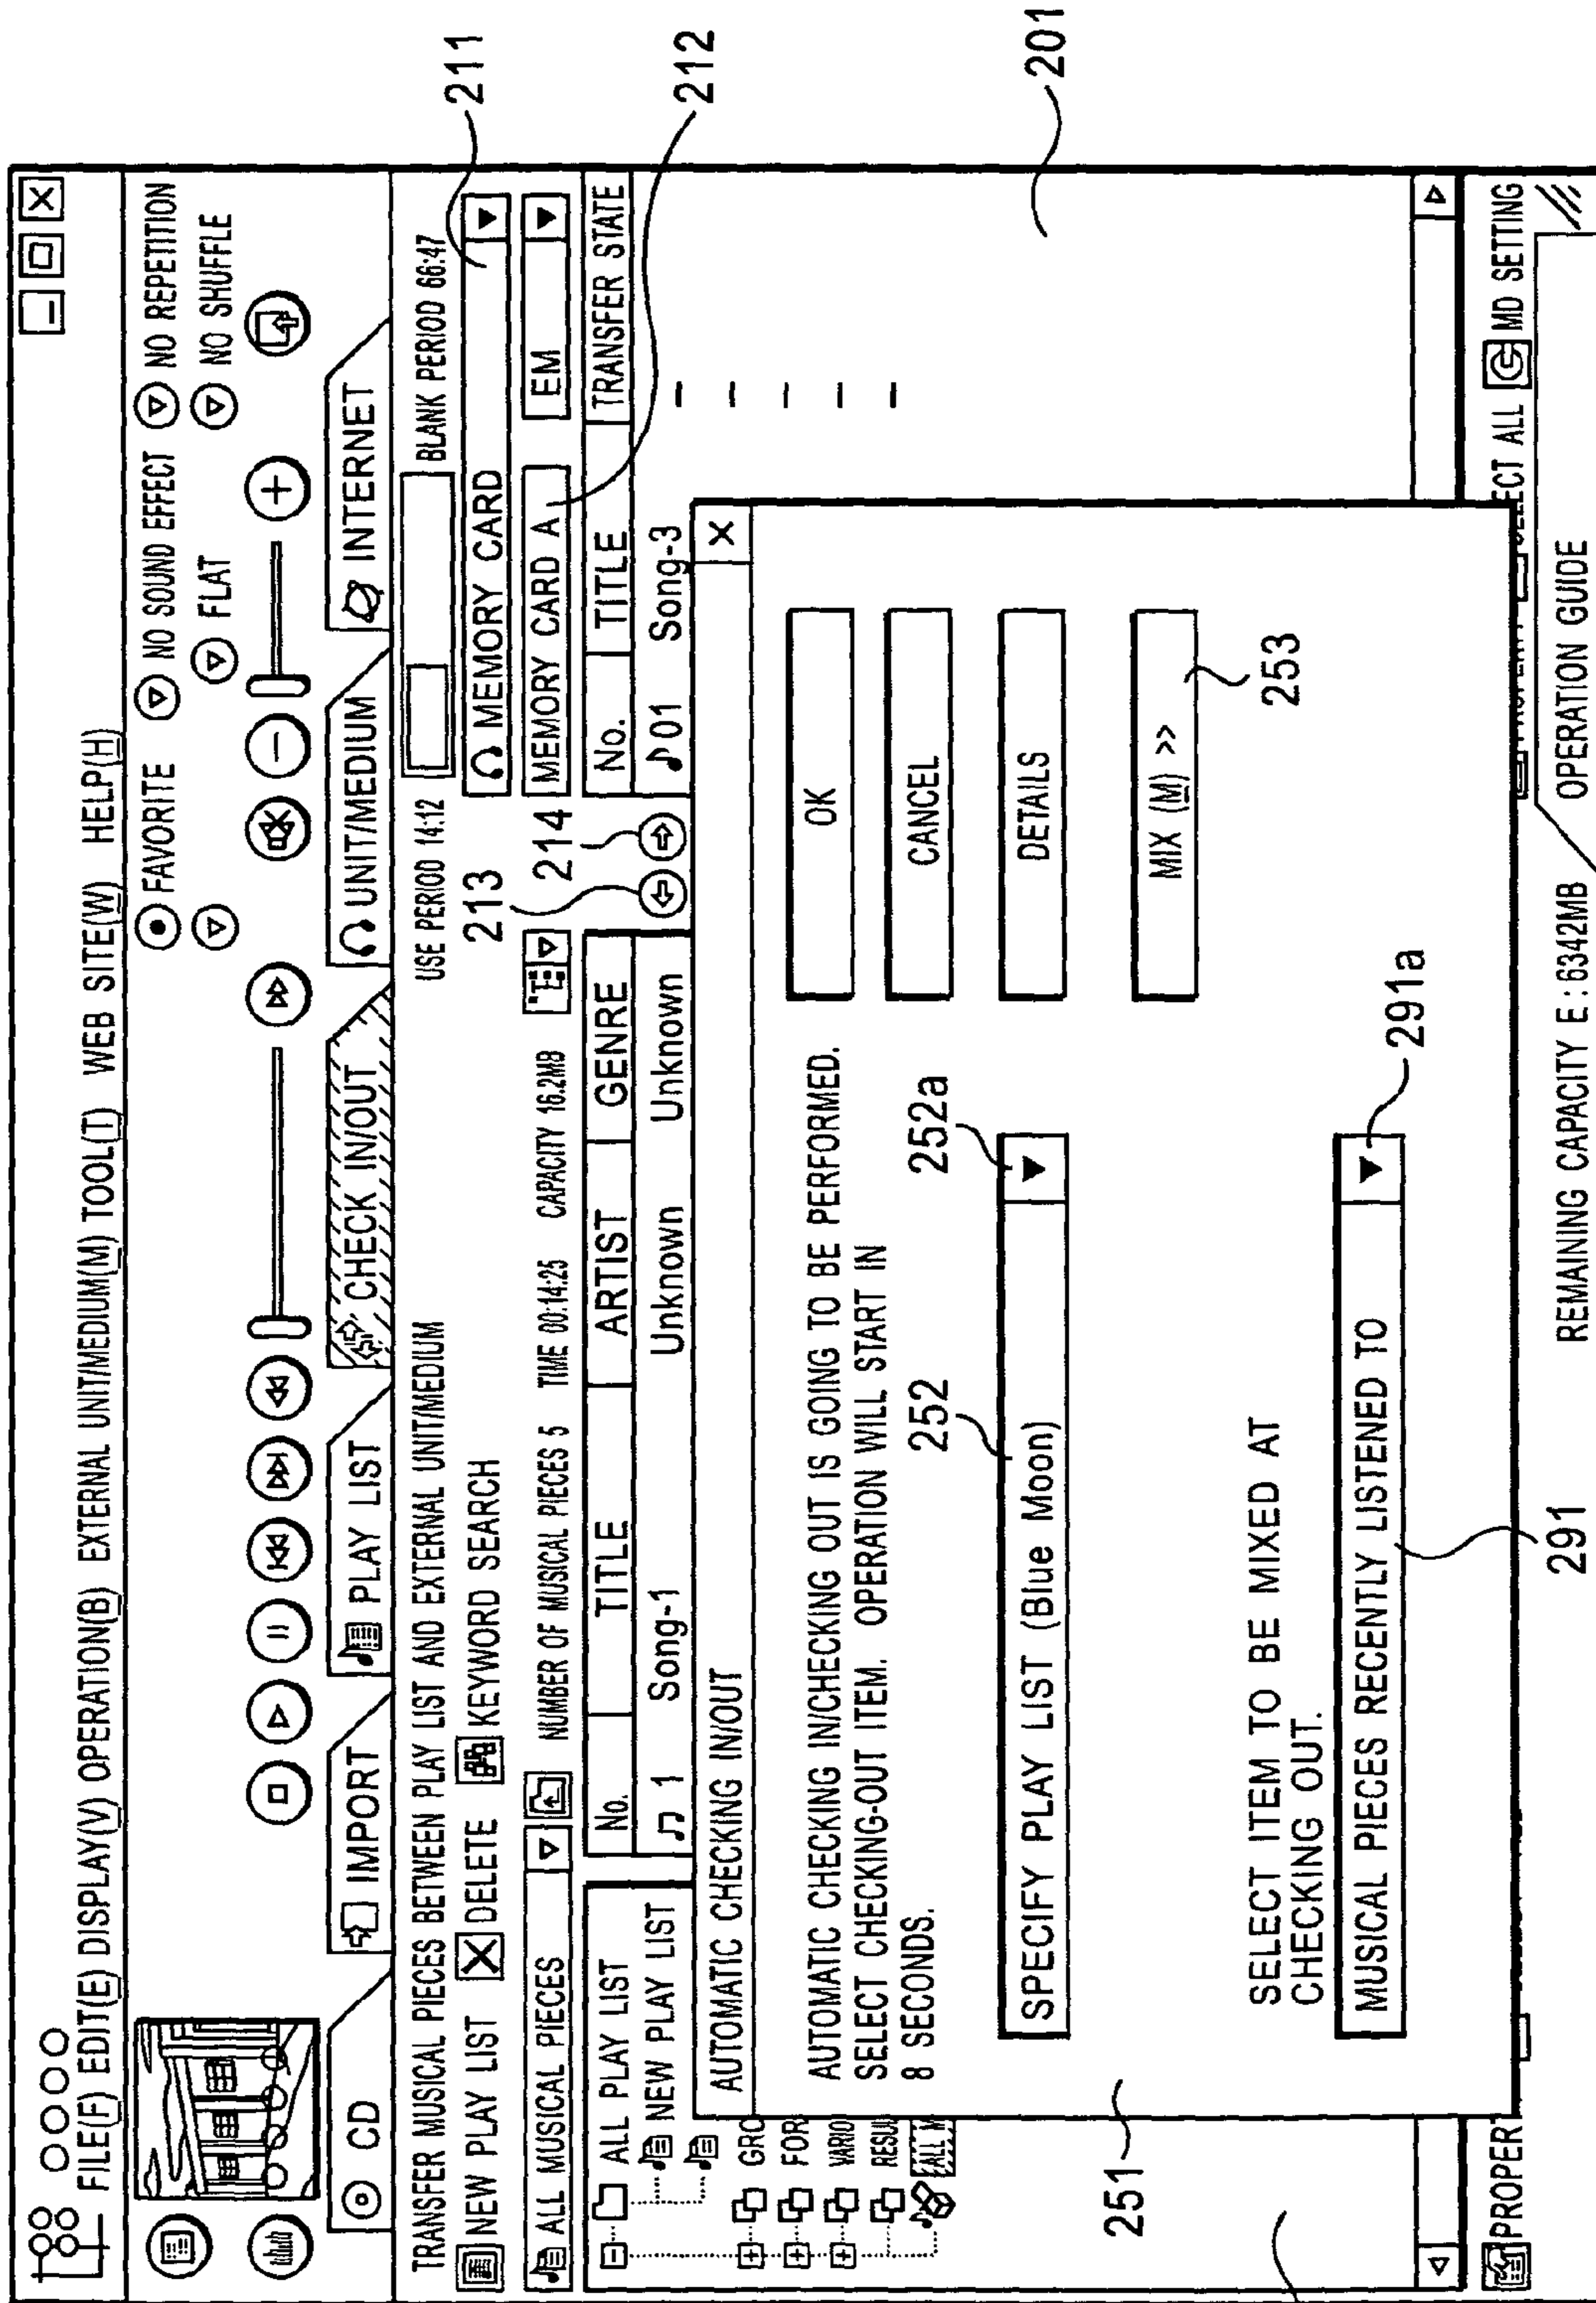 ○○○○
FILE(F) EDIT(E) DISPLAY(V) OPERATION(B) EXTERNAL UNIT/MEDIUM(M) TOOL(T) WEB SITE(W) HELP(H)
FAVORITE NO SOUND EFFECT NO REPETITION
FLAT NO SHUFFLE
CD IMPORT PLAY LIST CHECK IN/OUT UNIT/MEDIUM INTERNET
TRANSFER MUSICAL PIECES BETWEEN PLAY LIST AND EXTERNAL UNIT/MEDIUM
USE PERIOD 14:12 BLANK PERIOD 66:47
NEW PLAY LIST DELETE KEYWORD SEARCH
213
MEMORY CARD
211
ALL MUSICAL PIECES
NUMBER OF MUSICAL PIECES 5 TIME 00:14:25 CAPACITY 16.2MB
214
MEMORY CARD A EM
212
ALL PLAY LIST
NEW PLAY LIST
GRO
FOR
VARIO
RESU
ALL M
No. TITLE ARTIST GENRE
1 Song-1 Unknown Unknown
No. TITLE TRANSFER STATE
01 Song-3 –
–
–
–
–
201
AUTOMATIC CHECKING IN/OUT X
AUTOMATIC CHECKING IN/CHECKING OUT IS GOING TO BE PERFORMED.
SELECT CHECKING-OUT ITEM. OPERATION WILL START IN
8 SECONDS.
OK
CANCEL
DETAILS
MIX (M) >>
253
252
252a
SPECIFY PLAY LIST (Blue Moon)
251
SELECT ITEM TO BE MIXED AT
CHECKING OUT.
291a
MUSICAL PIECES RECENTLY LISTENED TO
291
PROPERT
ECT ALL MD SETTING
REMAINING CAPACITY E : 6342MB OPERATION GUIDE